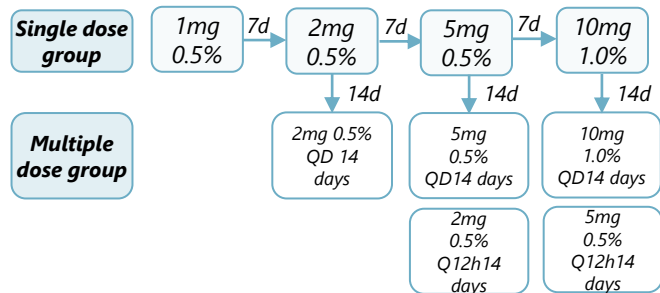 Single dose
group
1mg
0.5%
7d
2mg
0.5%
7d
5mg
0.5%
7d
10mg
1.0%
14d
14d
14d
Multiple
dose group
2mg 0.5%
QD 14
days
5mg
0.5%
QD14 days
10mg
1.0%
QD14 days
2mg
0.5%
Q12h14
days
5mg
0.5%
Q12h14
days